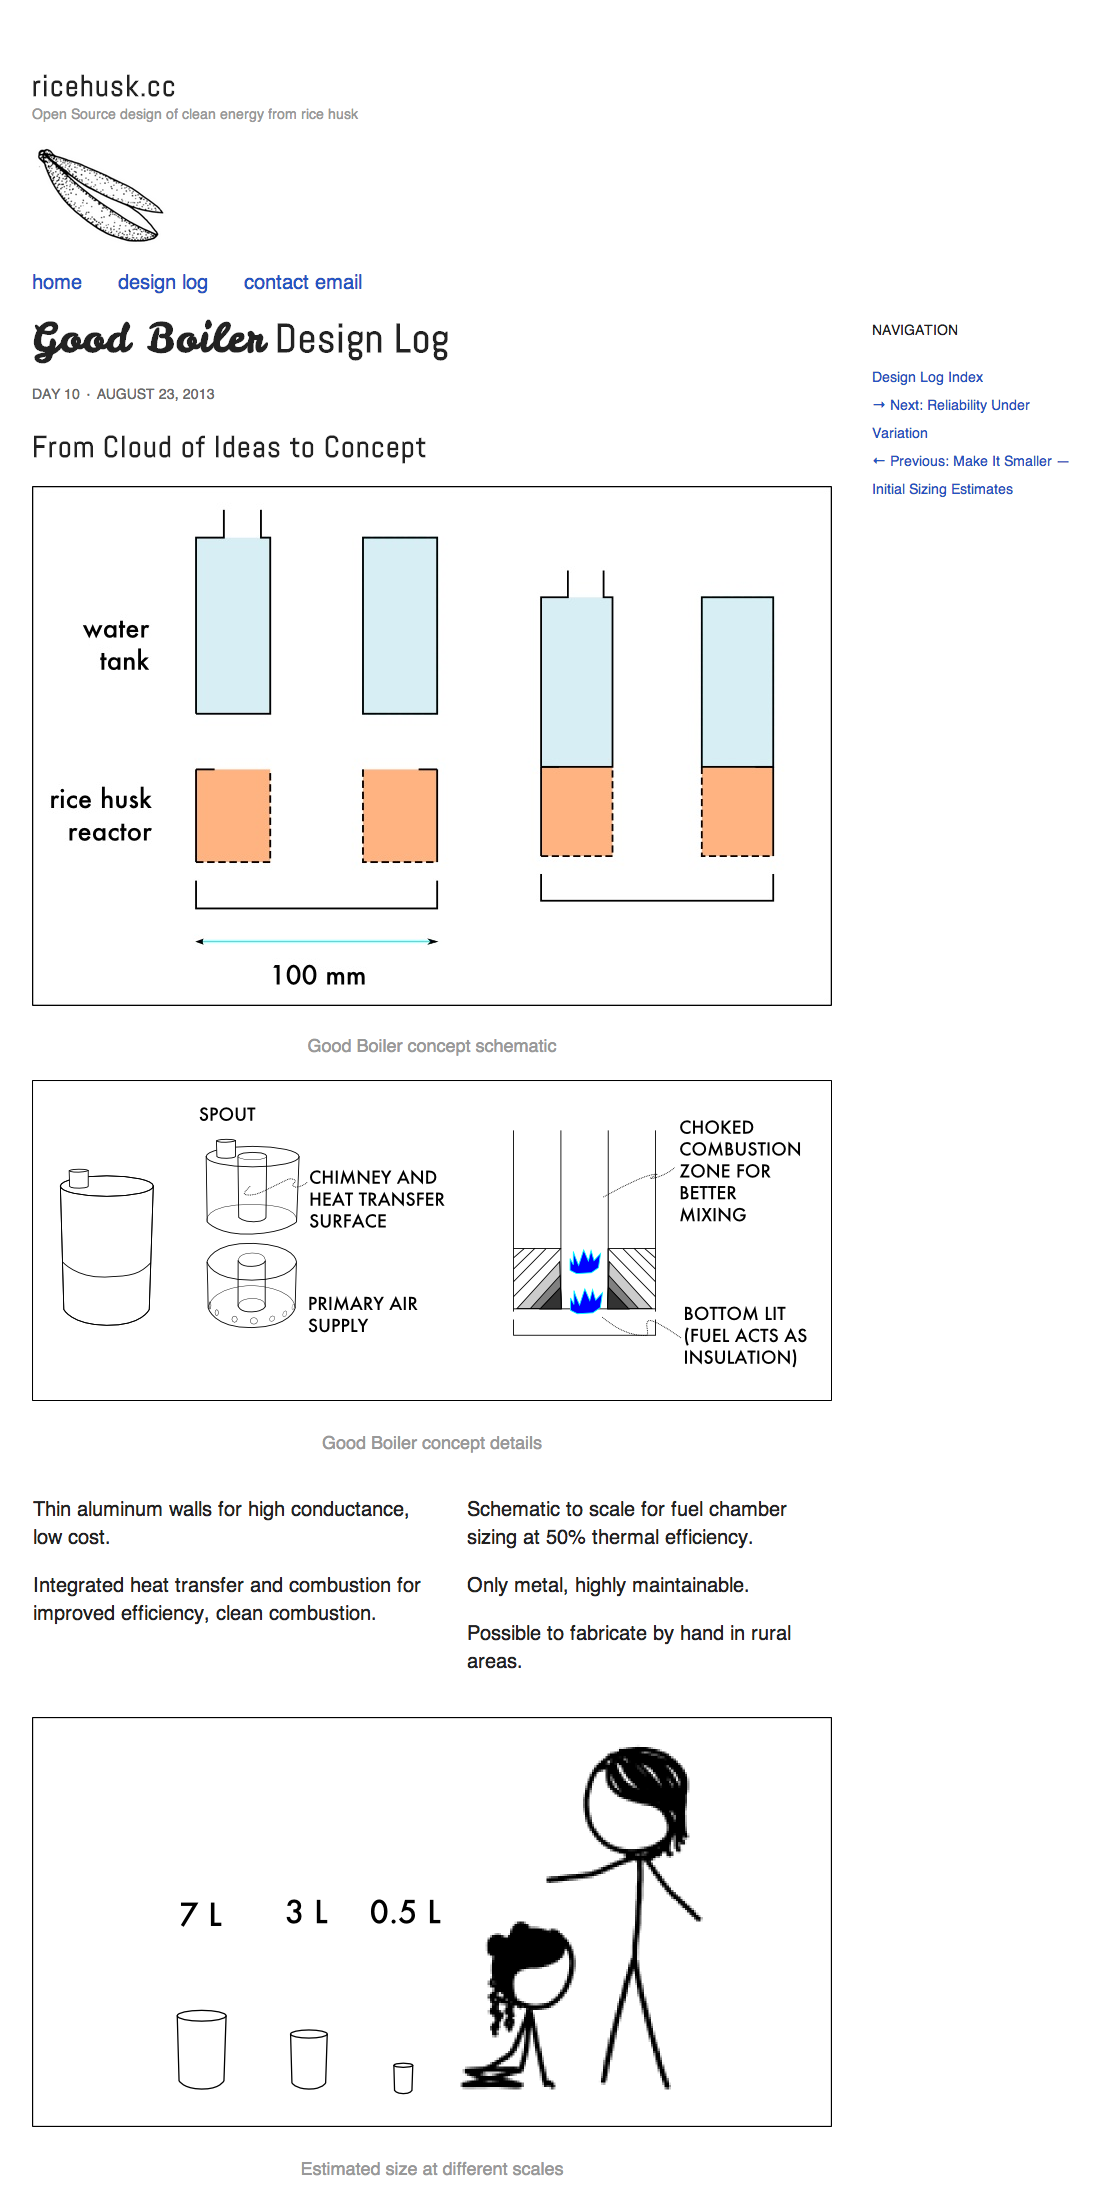 ricehusk.cc
Open Source design of clean energy from rice husk
home design log contact email
Good Boiler Design Log
DAY 10 · AUGUST 23, 2013
From Cloud of Ideas to Concept
water
tank
rice husk
reactor
100 mm
Good Boiler concept schematic
SPOUT
CHIMNEY AND
HEAT TRANSFER
SURFACE
PRIMARY AIR
SUPPLY
CHOKED
COMBUSTION
ZONE FOR
BETTER
MIXING
BOTTOM LIT
(FUEL ACTS AS
INSULATION)
Good Boiler concept details
Thin aluminum walls for high conductance,
low cost.
Integrated heat transfer and combustion for
improved efficiency, clean combustion.
Schematic to scale for fuel chamber
sizing at 50% thermal efficiency.
Only metal, highly maintainable.
Possible to fabricate by hand in rural
areas.
7 L 3 L 0.5 L
Estimated size at different scales
NAVIGATION
Design Log Index
→ Next: Reliability Under
Variation
← Previous: Make It Smaller —
Initial Sizing Estimates